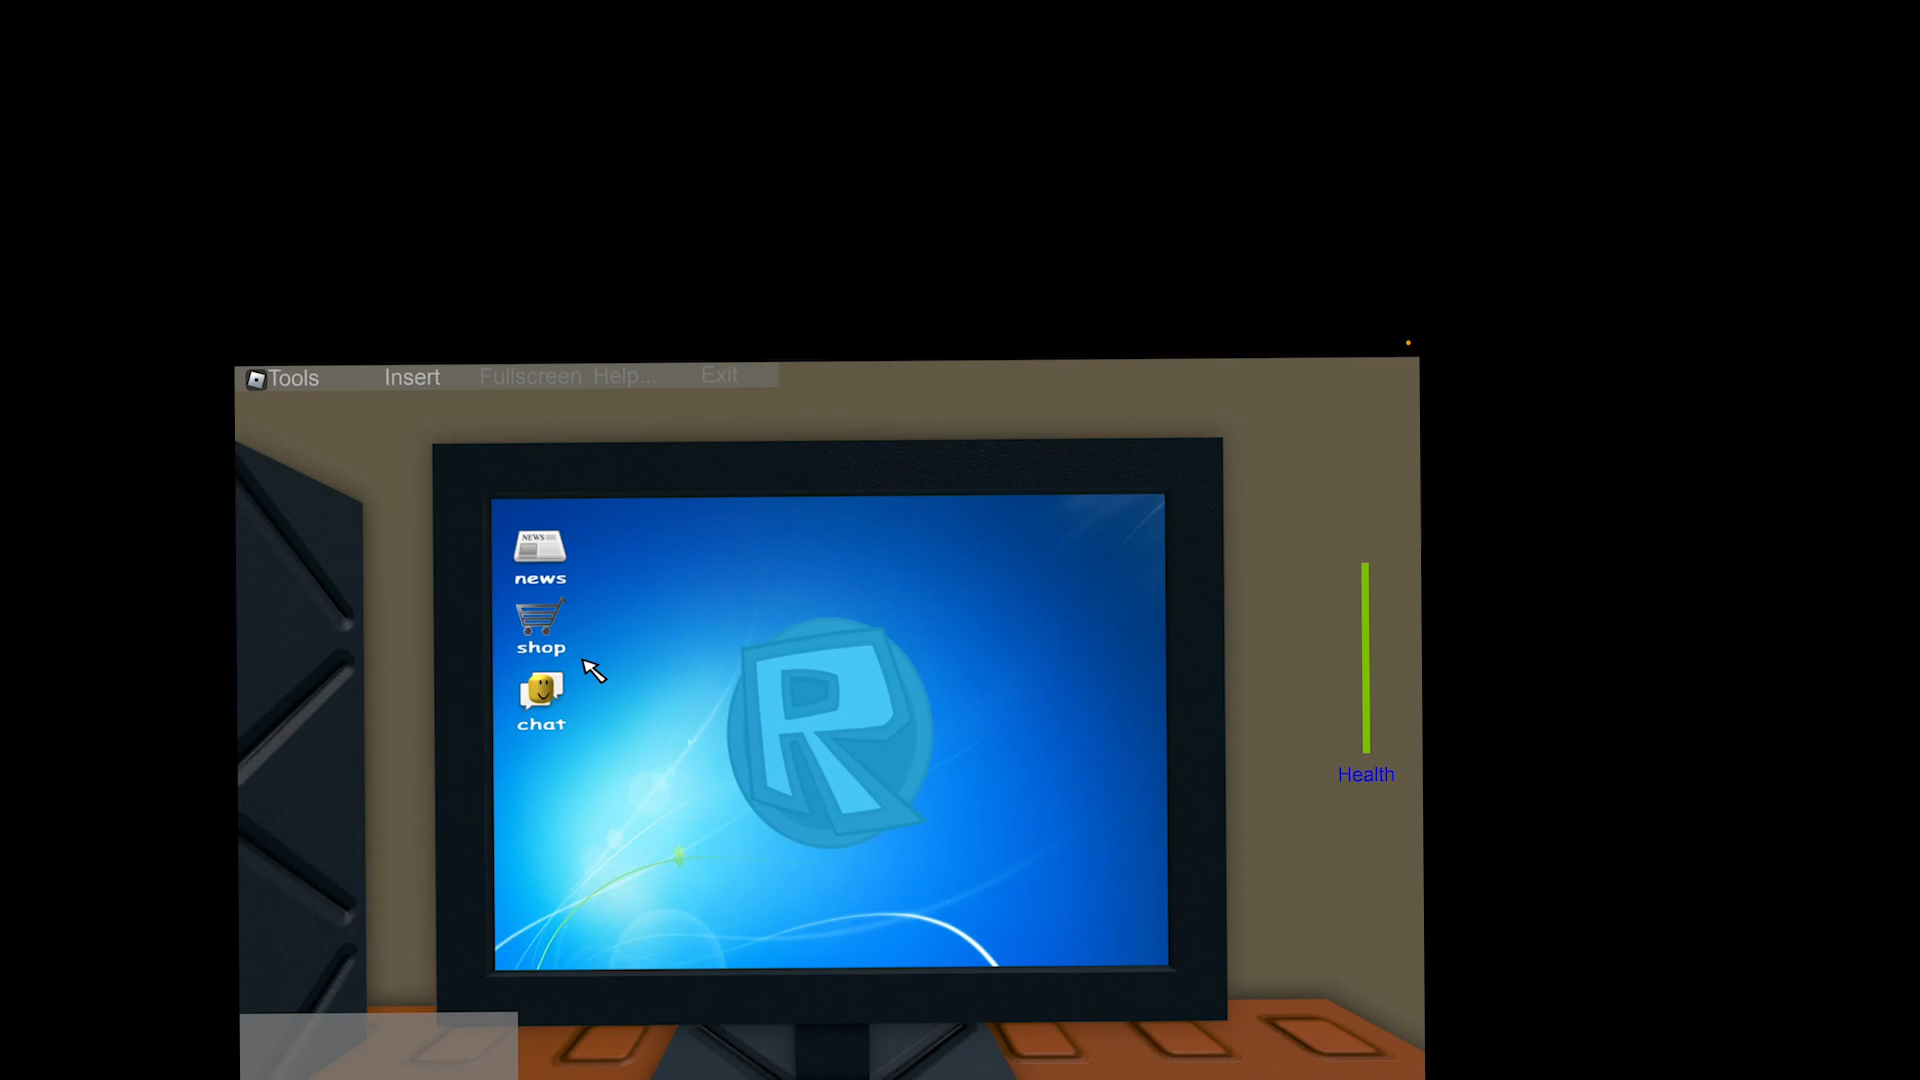 Tools Insert Fullscreen Help... Exit
NEWS
news
shop
chat
R
Health